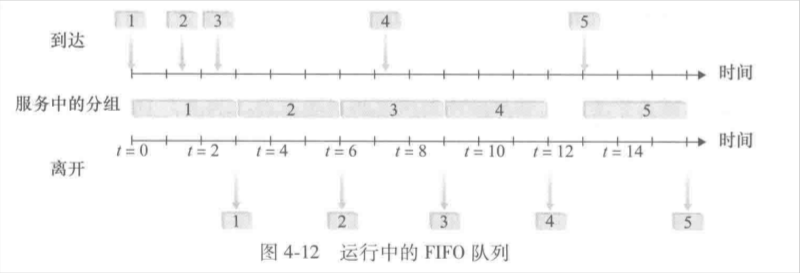 1 2 3 4 5
到达
时间
服务中的分组 1 2 3 4 5
时间
t = 0 t = 2 t = 4 t = 6 t = 8 t = 10 t = 12 t = 14
离开
1 2 3 4 5
图 4-12 运行中的 FIFO 队列